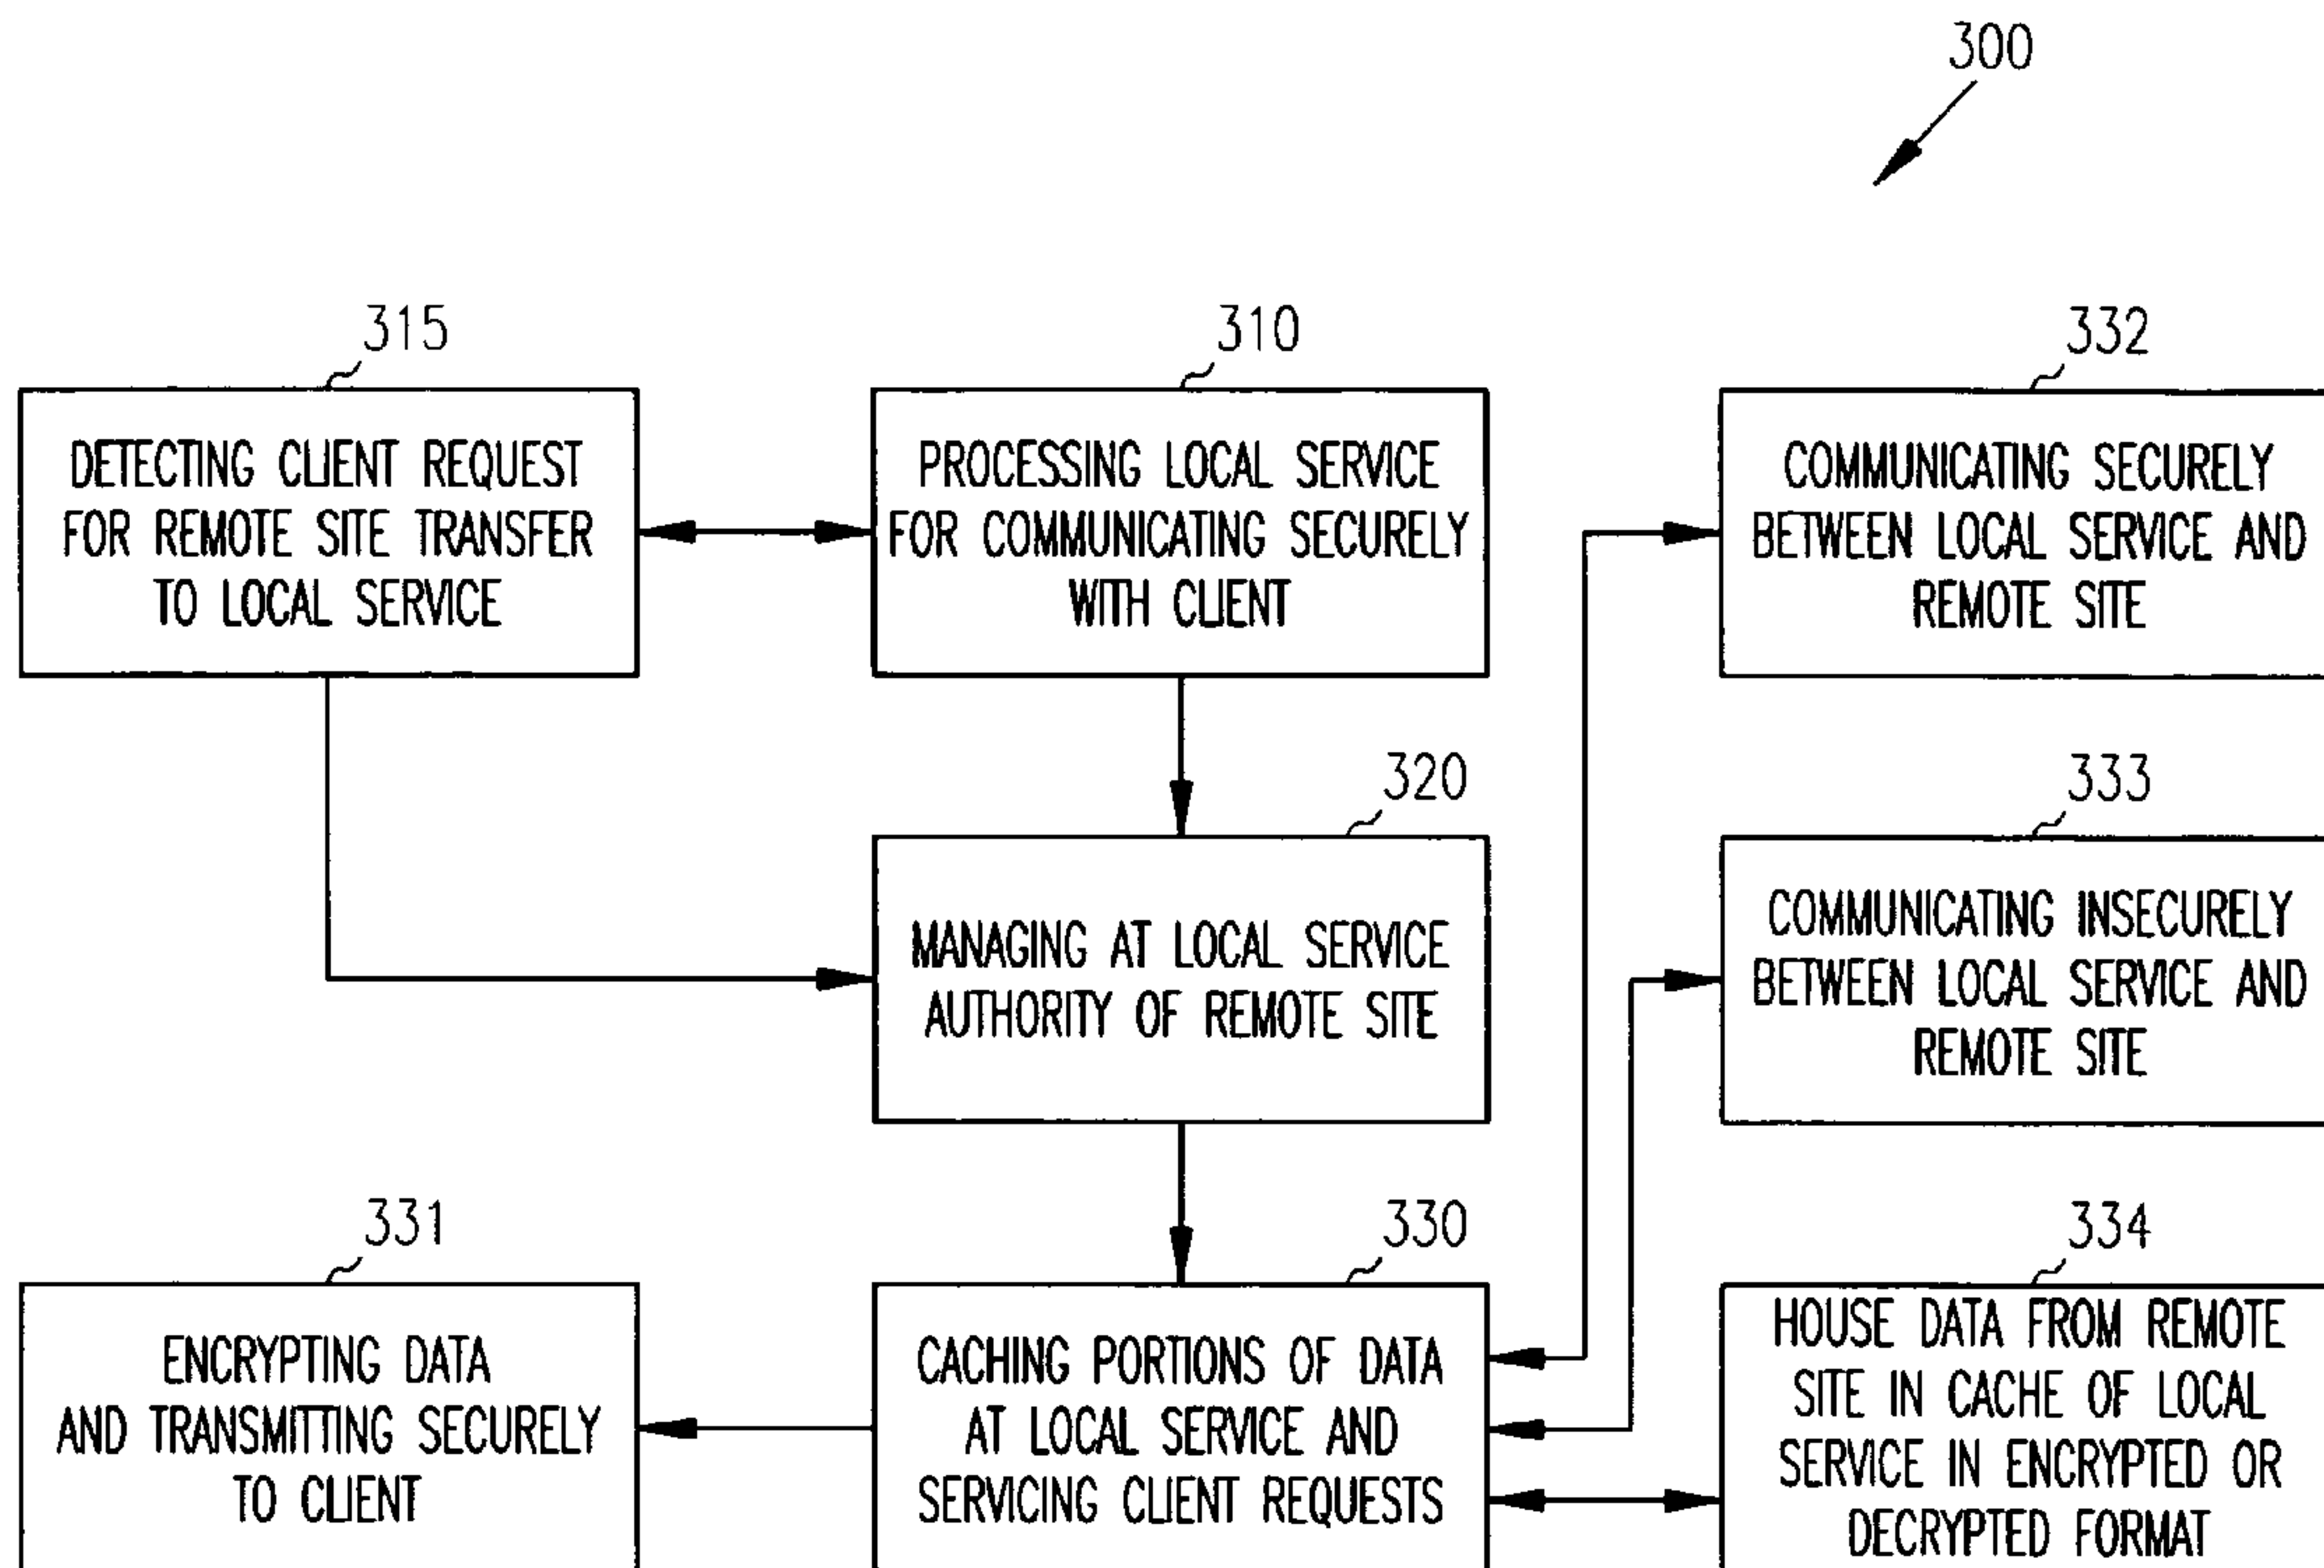 300
315
DETECTING CLIENT REQUEST
FOR REMOTE SITE TRANSFER
TO LOCAL SERVICE
310
PROCESSING LOCAL SERVICE
FOR COMMUNICATING SECURELY
WITH CLIENT
332
COMMUNICATING SECURELY
BETWEEN LOCAL SERVICE AND
REMOTE SITE
320
MANAGING AT LOCAL SERVICE
AUTHORITY OF REMOTE SITE
333
COMMUNICATING INSECURELY
BETWEEN LOCAL SERVICE AND
REMOTE SITE
331
ENCRYPTING DATA
AND TRANSMITTING SECURELY
TO CLIENT
330
CACHING PORTIONS OF DATA
AT LOCAL SERVICE AND
SERVICING CLIENT REQUESTS
334
HOUSE DATA FROM REMOTE
SITE IN CACHE OF LOCAL
SERVICE IN ENCRYPTED OR
DECRYPTED FORMAT